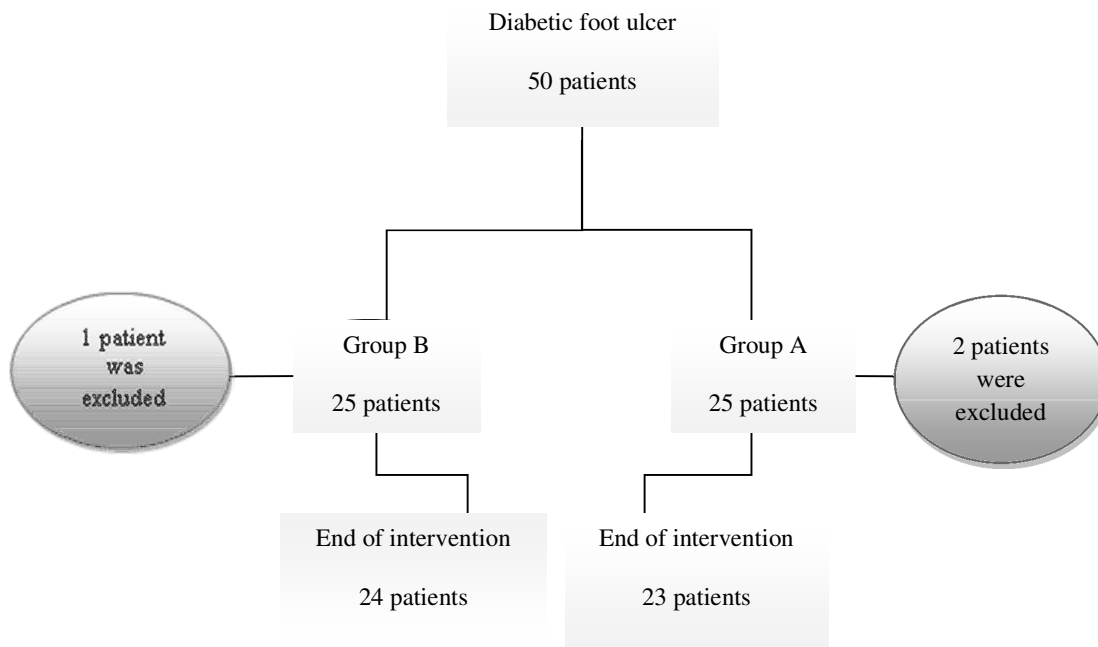 Diabetic foot ulcer
50 patients
1 patient
was
excluded
Group B
25 patients
Group A
25 patients
2 patients
were
excluded
End of intervention
24 patients
End of intervention
23 patients